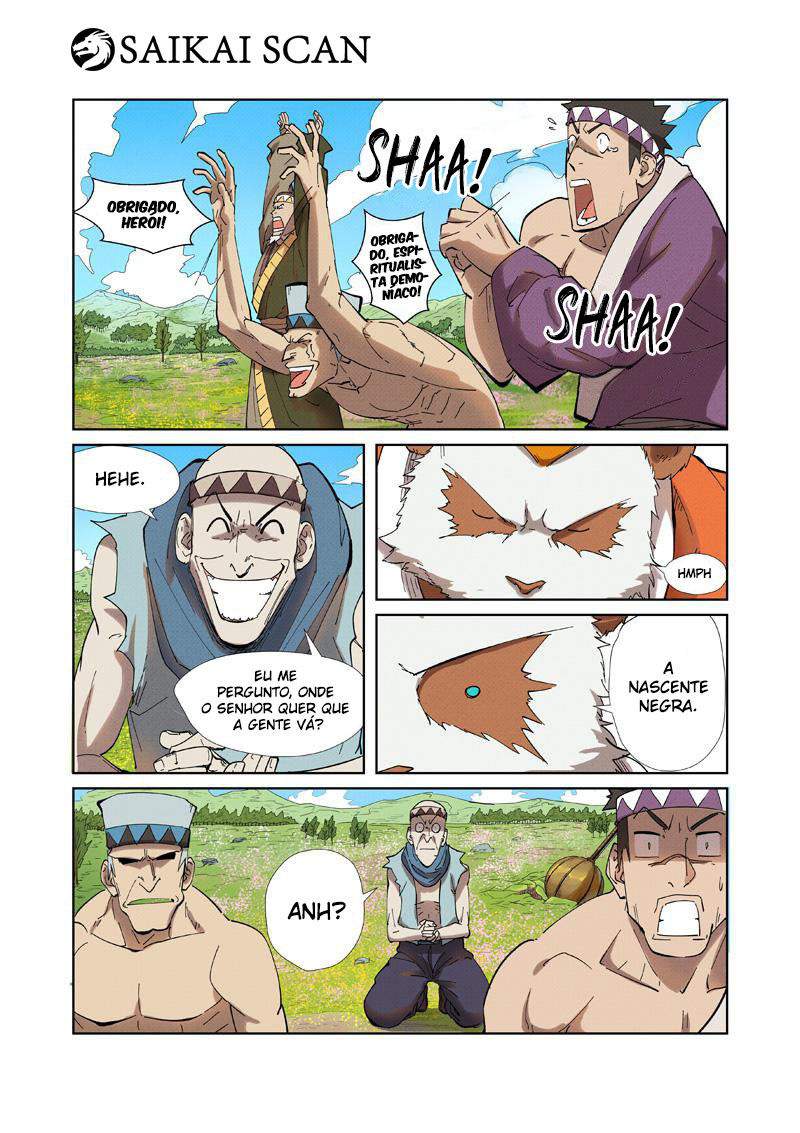 SAIKAI SCAN
OBRIGADO,
HEROI!
SHAA!
OBRIGA-
DO, ESPI-
RITUALIS-
TA DEMO-
NÍACO!
SHAA!
HEHE.
EU ME
PERGUNTO, ONDE
O SENHOR QUER QUE
A GENTE VÁ?
HMPH
A
NASCENTE
NEGRA.
ANH?